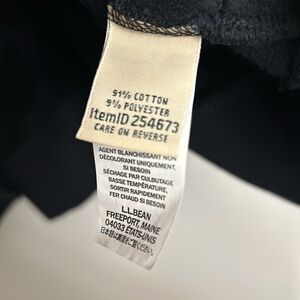 91% COTTON
9% POLYESTER
ItemID 254673
CARE ON REVERSE
AGENT BLANCHISSANT NON
DÉCOLORANT UNIQUEMENT,
SI BESOIN
SÉCHAGE PAR CULBUTAGE
BASSE TEMPÉRATURE,
SORTIR RAPIDEMENT
FER CHAUD SI BESOIN
L.L.BEAN
FREEPORT, MAINE
04033 ÉTATS-UNIS